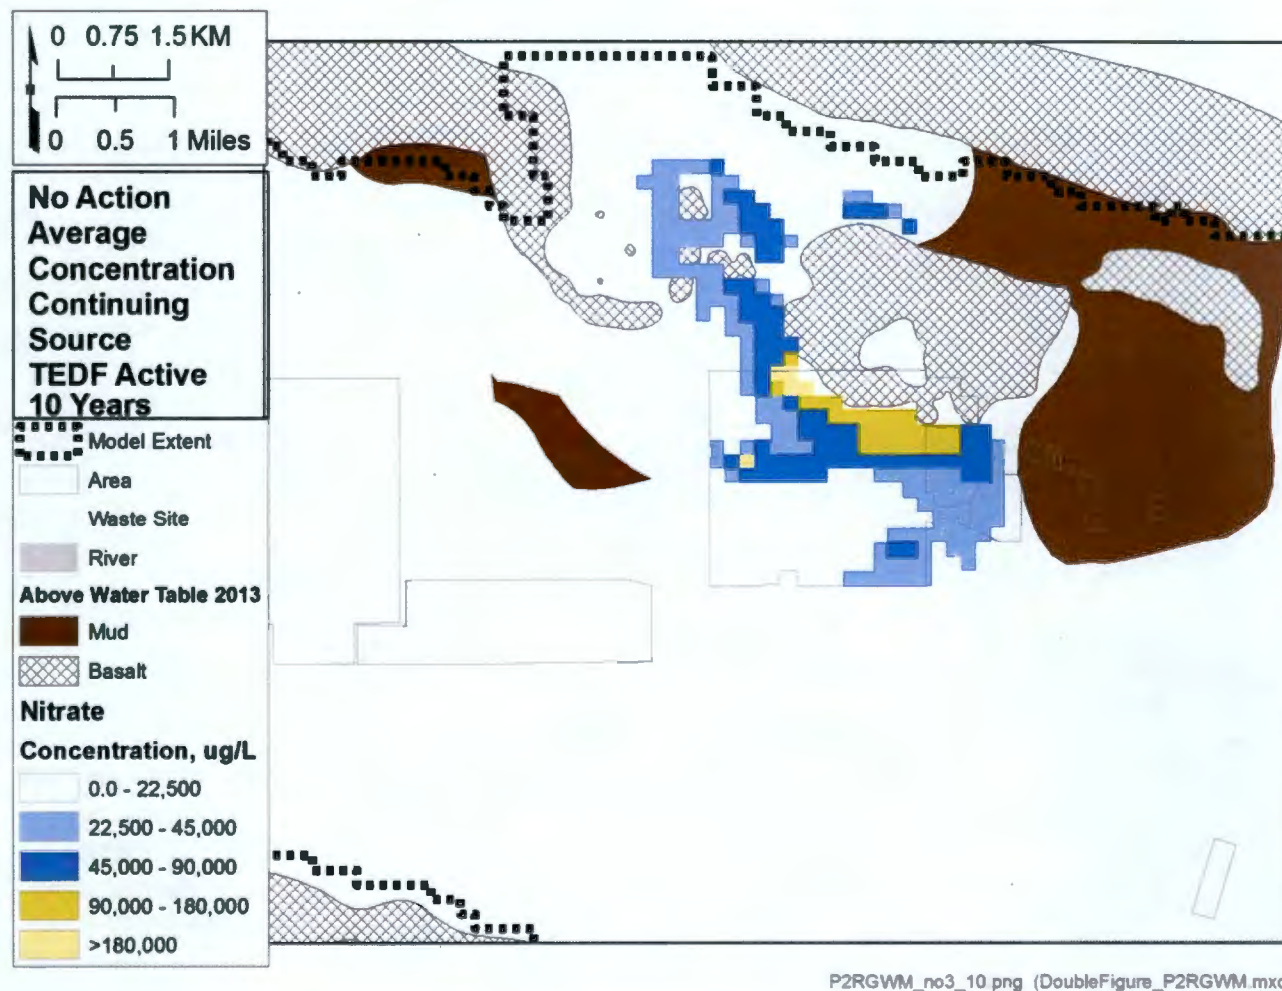 0 0.75 1.5 KM
0 0.5 1 Miles
No Action
Average
Concentration
Continuing
Source
TEDF Active
10 Years
Model Extent
Area
Waste Site
River
Above Water Table 2013
Mud
Basalt
Nitrate
Concentration, ug/L
0.0 - 22,500
22,500 - 45,000
45,000 - 90,000
90,000 - 180,000
>180,000
P2RGWM_no3_10.png (DoubleFigure_P2RGWM.mxd